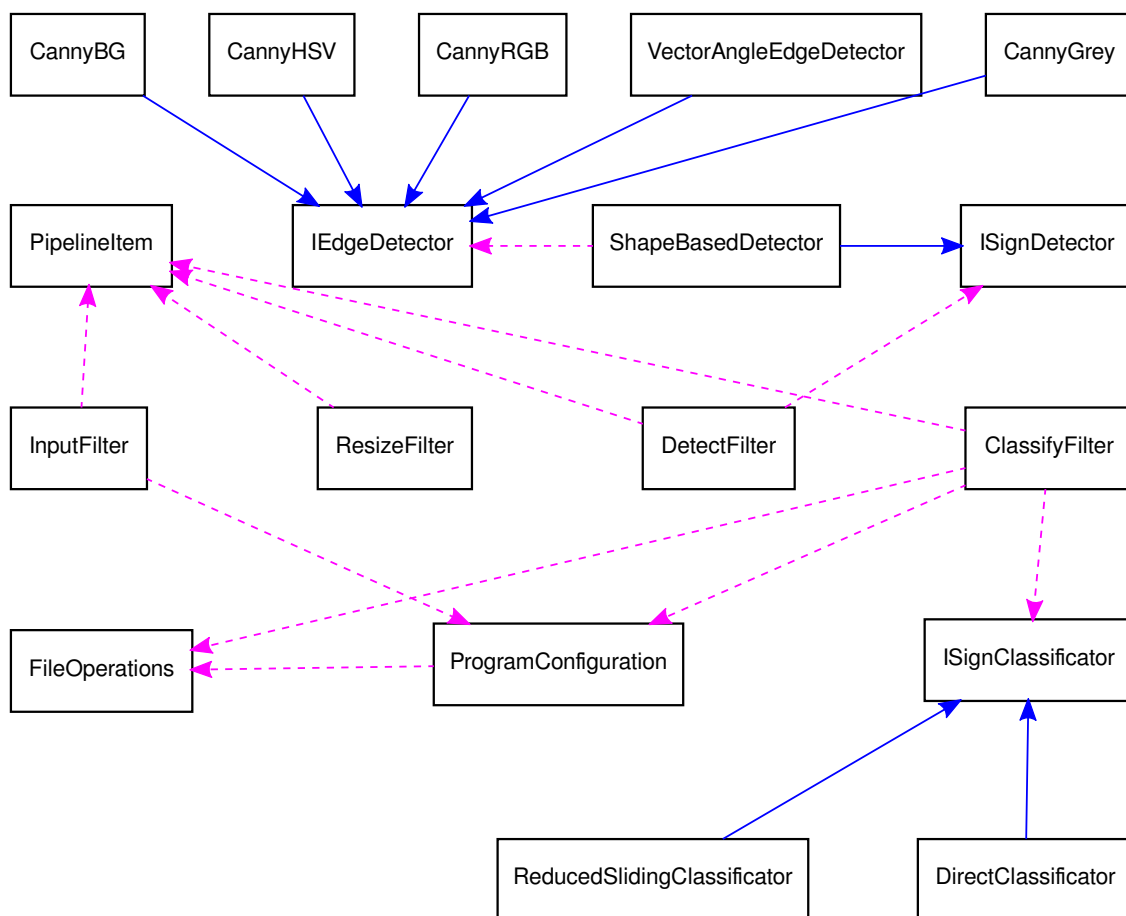 CannyBG
CannyHSV
CannyRGB
VectorAngleEdgeDetector
CannyGrey
PipelineItem
IEdgeDetector
ShapeBasedDetector
ISignDetector
InputFilter
ResizeFilter
DetectFilter
ClassifyFilter
FileOperations
ProgramConfiguration
ISignClassificator
ReducedSlidingClassificator
DirectClassificator